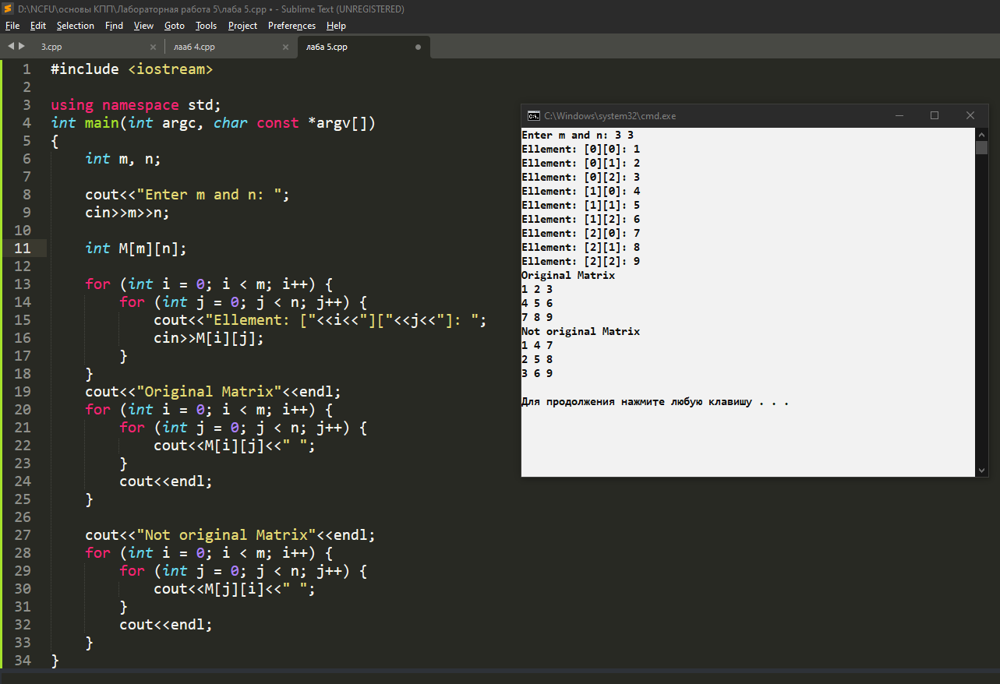 D:\NCFU\основы КПП\Лабораторная работа 5\лаба 5.cpp • - Sublime Text (UNREGISTERED)
File Edit Selection Find View Goto Tools Project Preferences Help
3.cpp × лааб 4.cpp × лаба 5.cpp
1 #include <iostream>
2
3 using namespace std;
4 int main(int argc, char const *argv[])
5 {
6 int m, n;
7
8 cout<<"Enter m and n: ";
9 cin>>m>>n;
10
11 int M[m][n];
12
13 for (int i = 0; i < m; i++) {
14 for (int j = 0; j < n; j++) {
15 cout<<"Ellement: ["<<i<<"]["<<j<<"]: ";
16 cin>>M[i][j];
17 }
18 }
19 cout<<"Original Matrix"<<endl;
20 for (int i = 0; i < m; i++) {
21 for (int j = 0; j < n; j++) {
22 cout<<M[i][j]<<" ";
23 }
24 cout<<endl;
25 }
26
27 cout<<"Not original Matrix"<<endl;
28 for (int i = 0; i < m; i++) {
29 for (int j = 0; j < n; j++) {
30 cout<<M[j][i]<<" ";
31 }
32 cout<<endl;
33 }
34 }
C:\Windows\system32\cmd.exe
Enter m and n: 3 3
Ellement: [0][0]: 1
Ellement: [0][1]: 2
Ellement: [0][2]: 3
Ellement: [1][0]: 4
Ellement: [1][1]: 5
Ellement: [1][2]: 6
Ellement: [2][0]: 7
Ellement: [2][1]: 8
Ellement: [2][2]: 9
Original Matrix
1 2 3
4 5 6
7 8 9
Not original Matrix
1 4 7
2 5 8
3 6 9
Для продолжения нажмите любую клавишу . . .